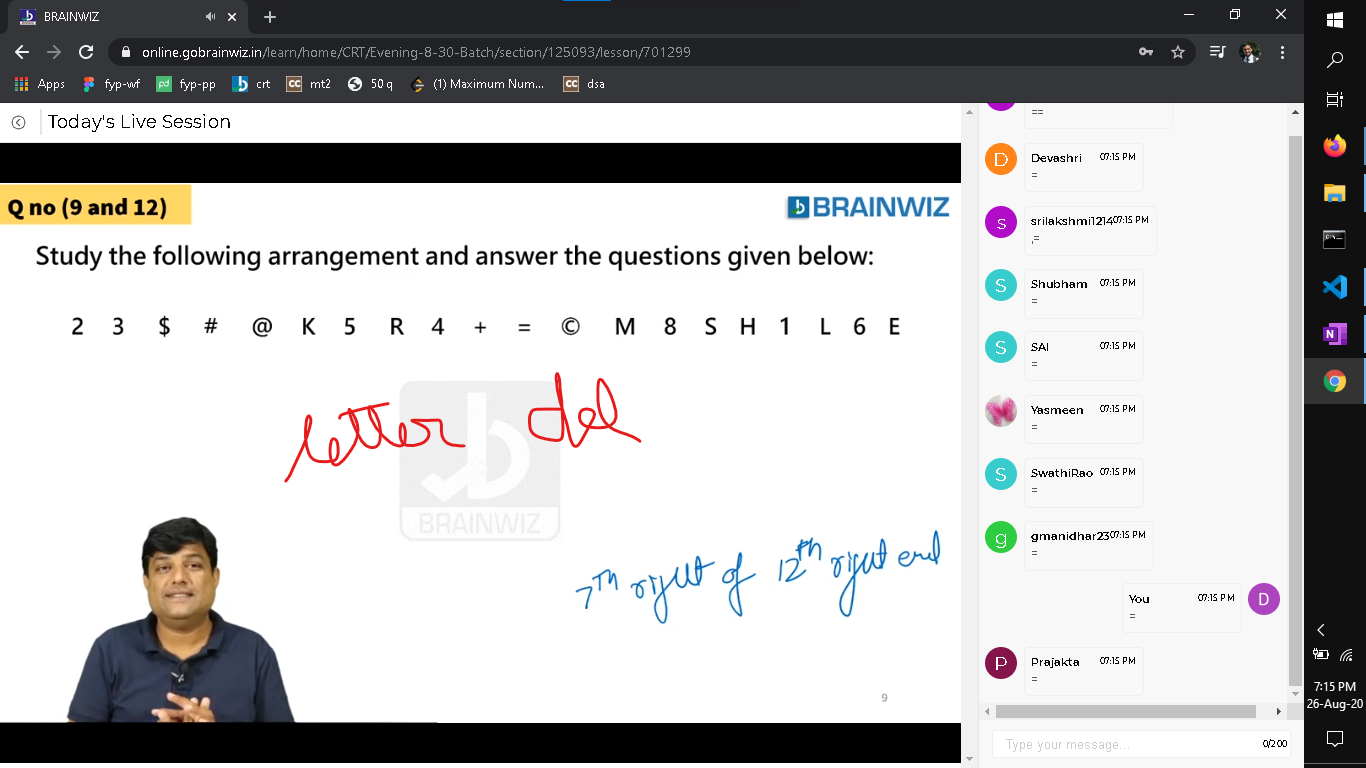 BRAINWIZ
online.gobrainwiz.in/learn/home/CRT/Evening-8-30-Batch/section/125093/lesson/701299
Apps fyp-wf fyp-pp crt mt2 50 q (1) Maximum Num... dsa
Today's Live Session
Q no (9 and 12)
BRAINWIZ
Study the following arrangement and answer the questions given below:
2 3 $ # @ K 5 R 4 + = © M 8 S H 1 L 6 E
letter del
BRAINWIZ
7th right of 12th right end
9
==
D Devashri 07:15 PM
=
s srilakshmi1214 07:15 PM
,=
S Shubham 07:15 PM
=
S SAI 07:15 PM
=
Yasmeen 07:15 PM
=
S SwathiRao 07:15 PM
=
g gmanidhar23 07:15 PM
=
You 07:15 PM D
=
P Prajakta 07:15 PM
=
Type your message... 0/200
7:15 PM
26-Aug-20